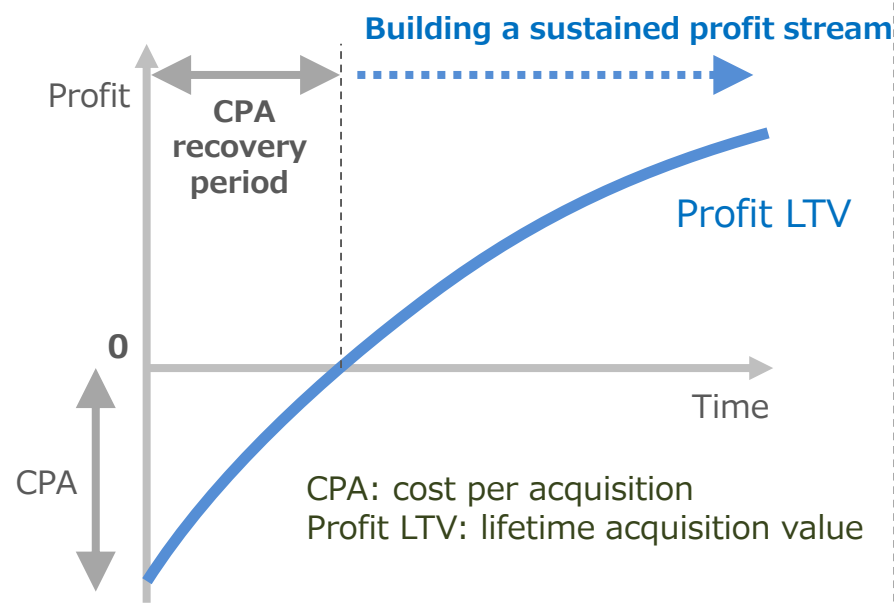 Building a sustained profit stream
Profit
CPA
recovery
period
Profit LTV
0
Time
CPA
CPA: cost per acquisition
Profit LTV: lifetime acquisition value